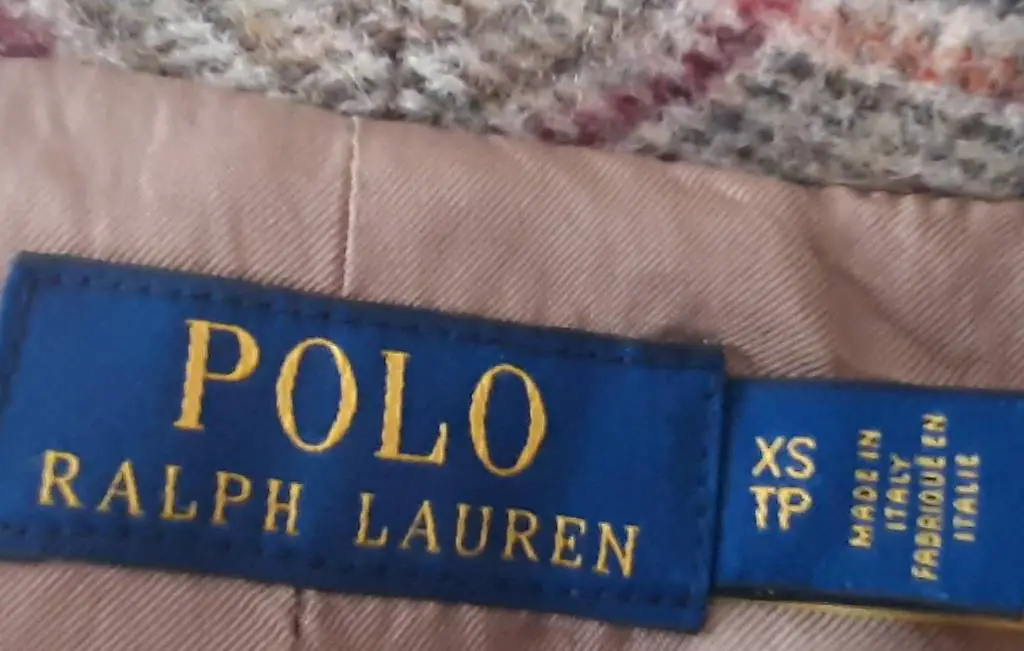 POLO
RALPH LAUREN
XS
TP
MADE IN
ITALY
FABRIQUÉ EN
ITALIE